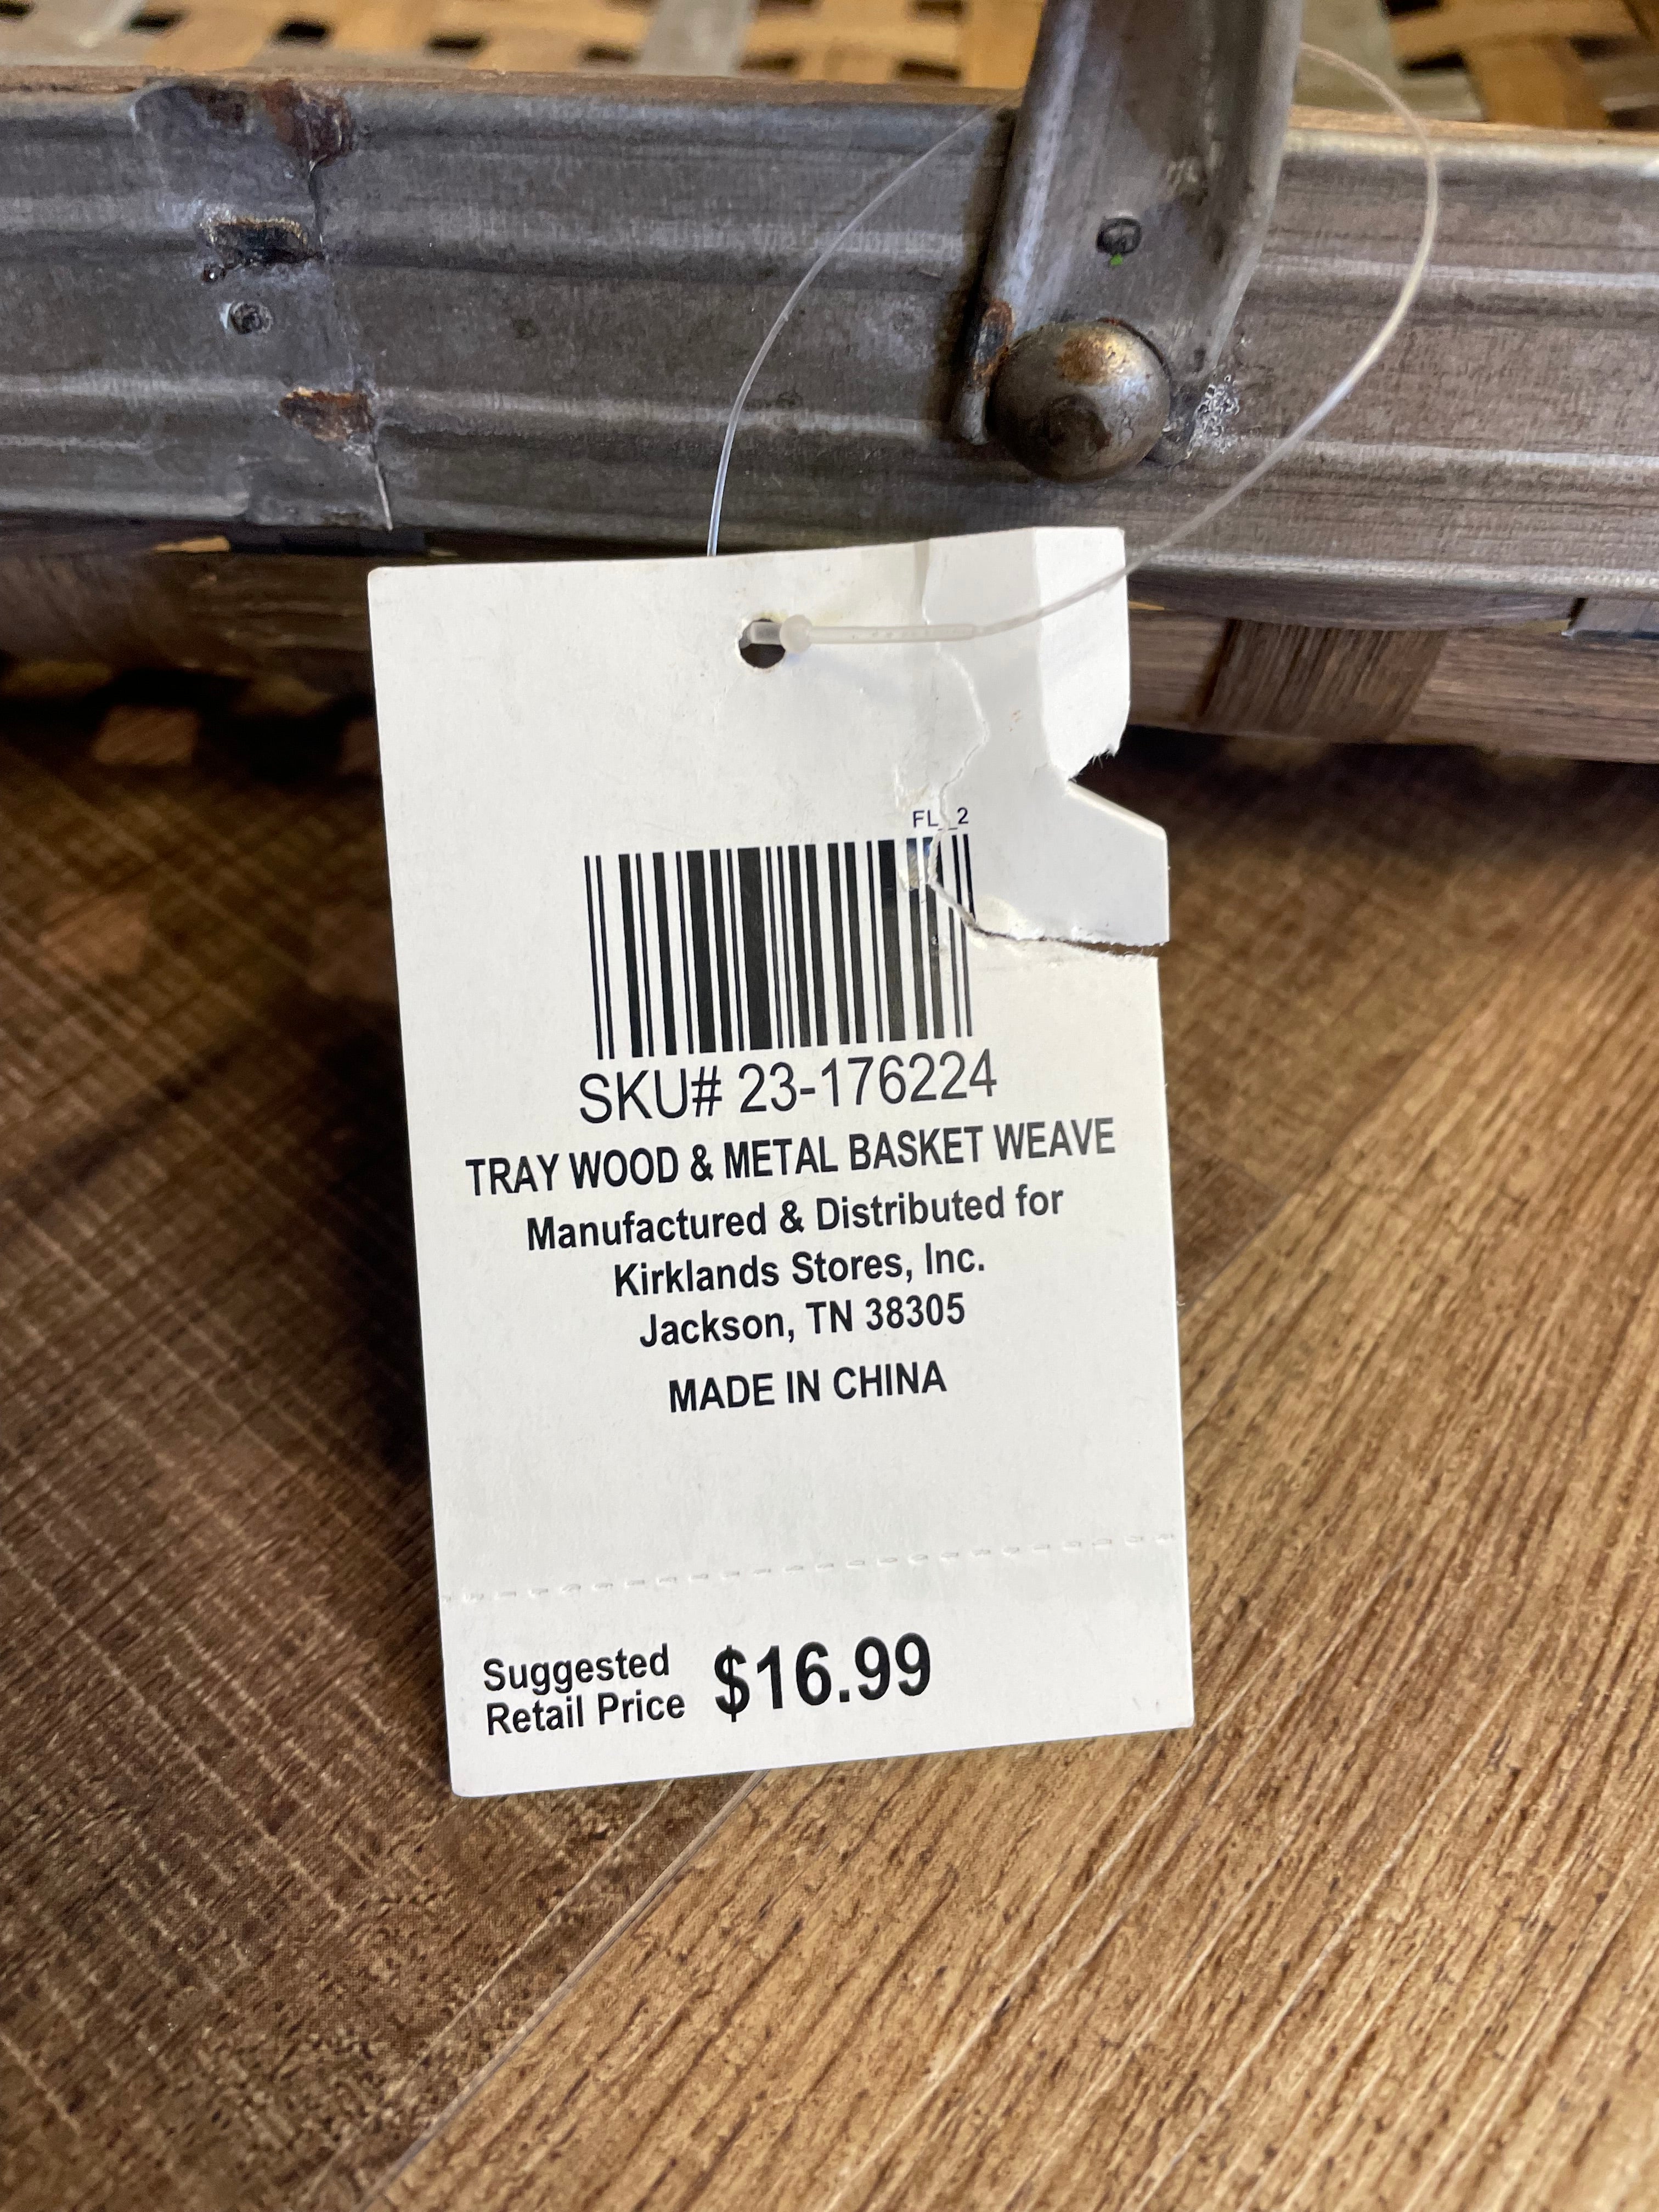 FL_2
SKU# 23-176224
TRAY WOOD & METAL BASKET WEAVE
Manufactured & Distributed for
Kirklands Stores, Inc.
Jackson, TN 38305
MADE IN CHINA
Suggested
Retail Price $16.99